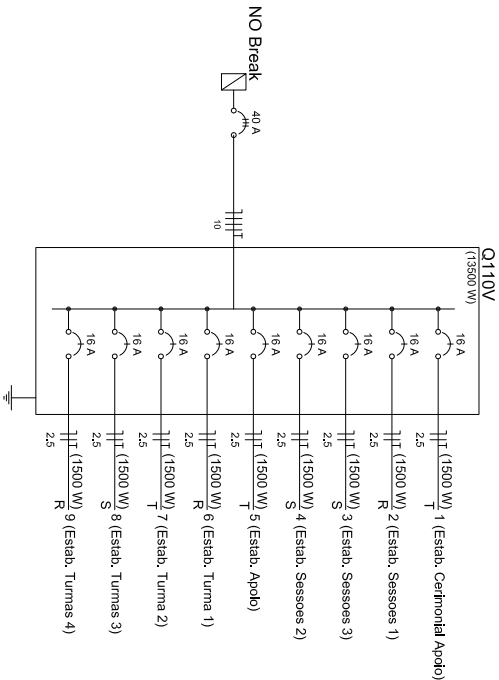 NO Break
40 A
10
Q110V
(13500 W)
16 A
2.5
(1500 W)
T
1 (Estab. Cerimonial Apoio)
16 A
2.5
(1500 W)
R
2 (Estab. Sessoes 1)
16 A
2.5
(1500 W)
S
3 (Estab. Sessoes 3)
16 A
2.5
(1500 W)
S
4 (Estab. Sessoes 2)
16 A
2.5
(1500 W)
T
5 (Estab. Apoio)
16 A
2.5
(1500 W)
R
6 (Estab. Turma 1)
16 A
2.5
(1500 W)
T
7 (Estab. Turma 2)
16 A
2.5
(1500 W)
S
8 (Estab. Turmas 3)
16 A
2.5
(1500 W)
R
9 (Estab. Turmas 4)